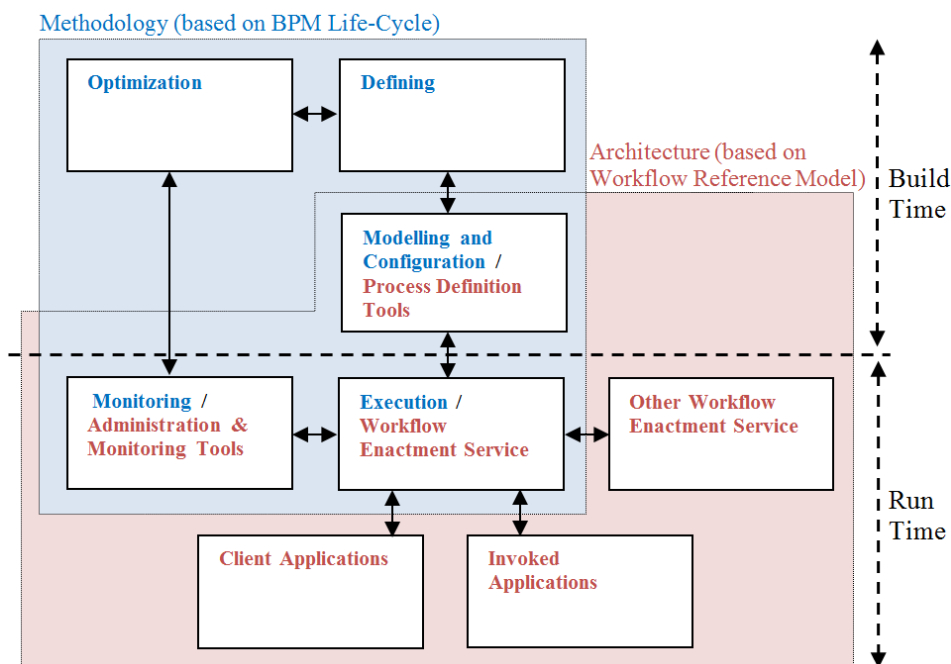 Methodology (based on BPM Life-Cycle)
Optimization
Defining
Architecture (based on
Workflow Reference Model)
Build
Time
Modelling and
Configuration /
Process Definition
Tools
Monitoring /
Administration &
Monitoring Tools
Execution /
Workflow
Enactment Service
Other Workflow
Enactment Service
Run
Time
Client Applications
Invoked
Applications